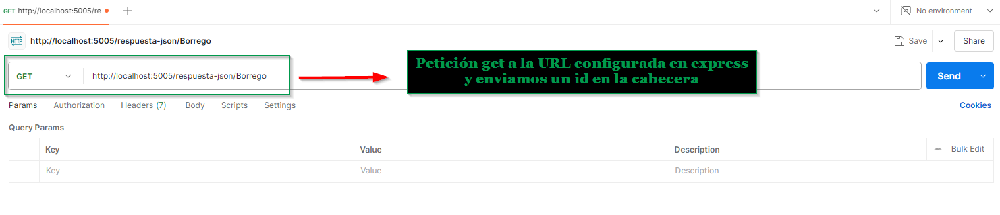 GET http://localhost:5005/re
No environment
HTTP http://localhost:5005/respuesta-json/Borrego
Save
Share
GET
http://localhost:5005/respuesta-json/Borrego
Petición get a la URL configurada en express
y enviamos un id en la cabecera
Send
Params Authorization Headers (7) Body Scripts Settings
Cookies
Query Params
Key Value Description Bulk Edit
Key Value Description